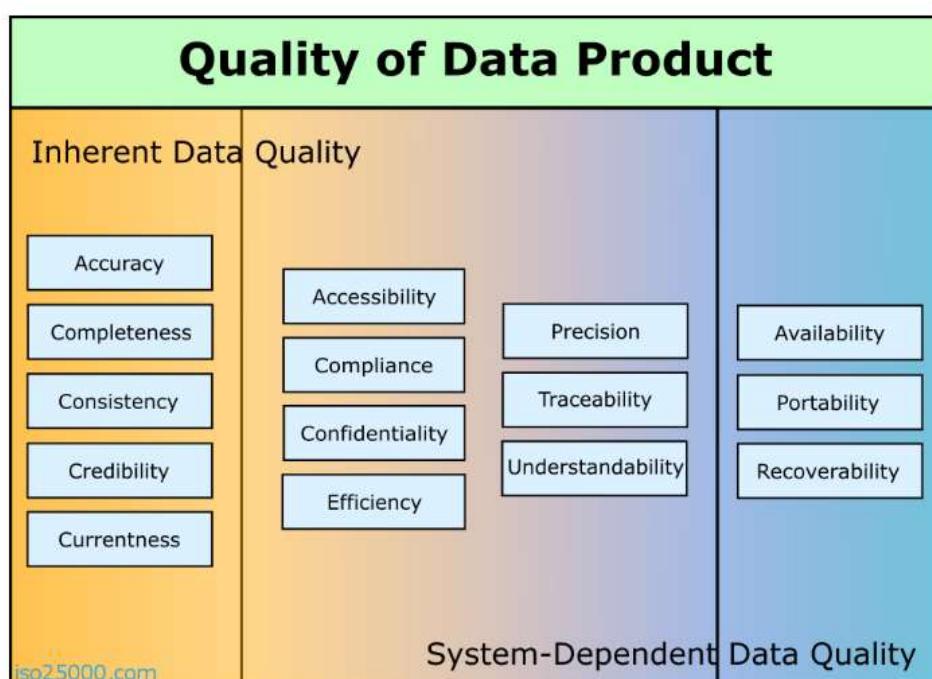 Quality of Data Product
Inherent Data Quality
Accuracy
Completeness
Consistency
Credibility
Currentness
Accessibility
Compliance
Confidentiality
Efficiency
Precision
Traceability
Understandability
Availability
Portability
Recoverability
System-Dependent Data Quality
iso25000.com